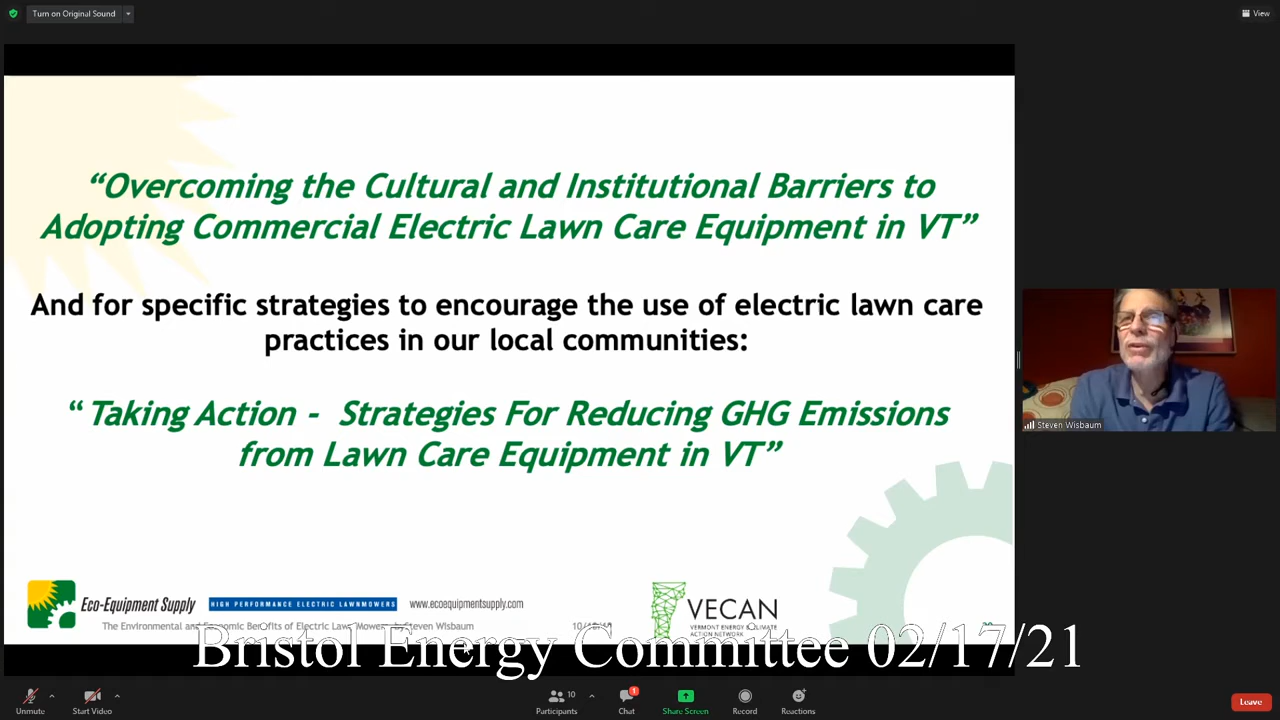 Turn on Original Sound
View
“Overcoming the Cultural and Institutional Barriers to
Adopting Commercial Electric Lawn Care Equipment in VT”
And for specific strategies to encourage the use of electric lawn care
practices in our local communities:
“ Taking Action - Strategies For Reducing GHG Emissions
from Lawn Care Equipment in VT”
Steven Wisbaum
Eco-Equipment Supply
HIGH PERFORMANCE ELECTRIC LAWNMOWERS
www.ecoequipmentsupply.com
VECAN
VERMONT ENERGY & CLIMATE
ACTION NETWORK
The Environmental and Economic Benefits of Electric Lawn Mowers by Steven Wisbaum
Bristol Energy Committee 02/17/21
Unmute
Start Video
Participants
10
Chat
1
Share Screen
Record
Reactions
Leave